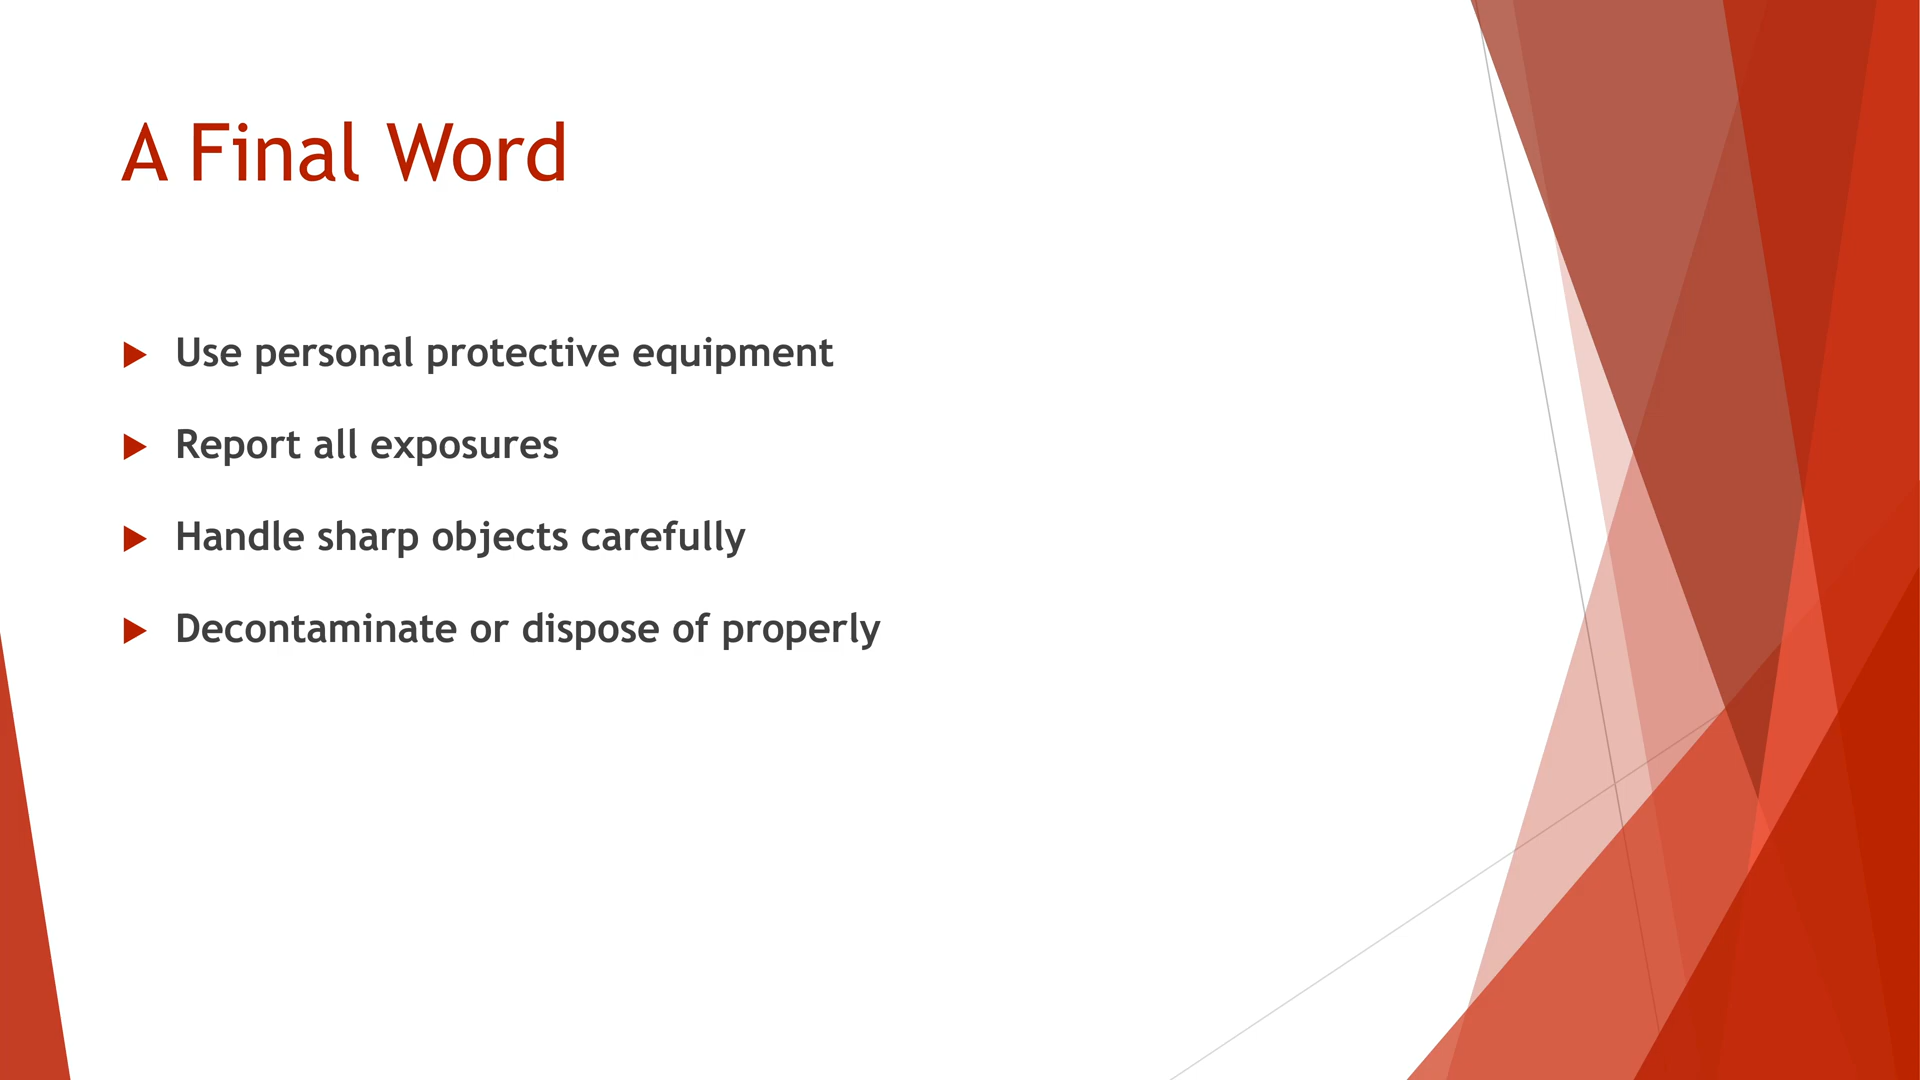 A Final Word
Use personal protective equipment
Report all exposures
Handle sharp objects carefully
Decontaminate or dispose of properly